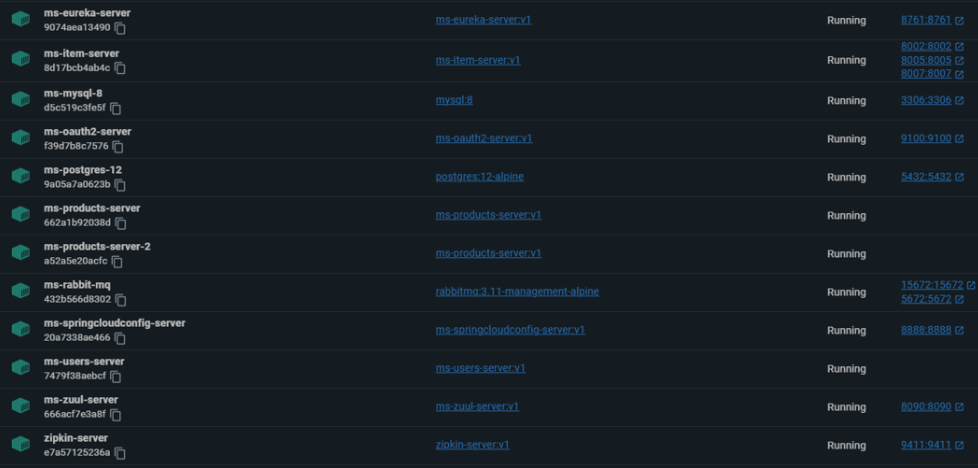 ms-eureka-server
9074aea13490
ms-eureka-server:v1
Running
8761:8761
ms-item-server
8d17bcb4ab4c
ms-item-server:v1
Running
8002:8002
8005:8005
8007:8007
ms-mysql-8
d5c519c3fe5f
mysql:8
Running
3306:3306
ms-oauth2-server
f39d7b8c7576
ms-oauth2-server:v1
Running
9100:9100
ms-postgres-12
9a05a7a0623b
postgres:12-alpine
Running
5432:5432
ms-products-server
662a1b92038d
ms-products-server:v1
Running
ms-products-server-2
a52a5e20acfc
ms-products-server:v1
Running
ms-rabbit-mq
432b566d8302
rabbitmq:3.11-management-alpine
Running
15672:15672
5672:5672
ms-springcloudconfig-server
20a7338ae466
ms-springcloudconfig-server:v1
Running
8888:8888
ms-users-server
7479f38aebcf
ms-users-server:v1
Running
ms-zuul-server
666acf7e3a8f
ms-zuul-server:v1
Running
8090:8090
zipkin-server
e7a57125236a
zipkin-server:v1
Running
9411:9411